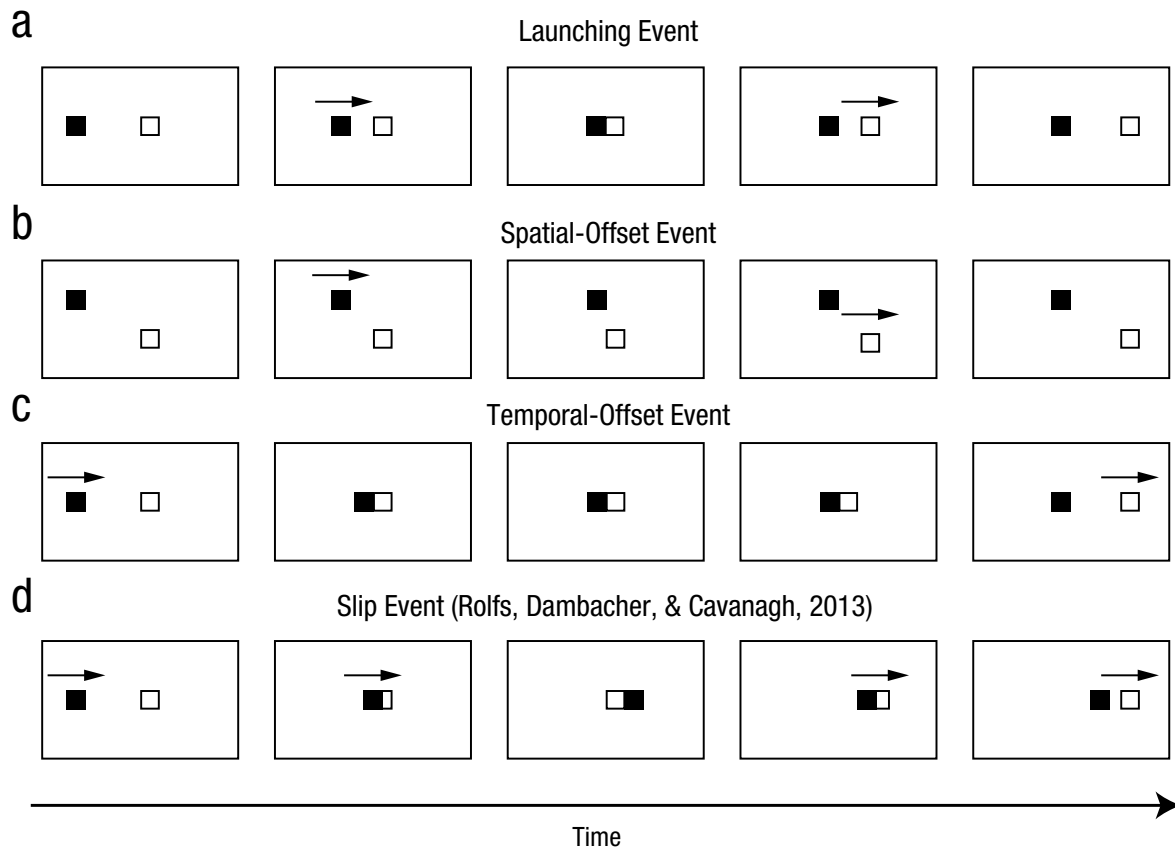 a
Launching Event
b
Spatial-Offset Event
c
Temporal-Offset Event
d
Slip Event (Rolfs, Dambacher, & Cavanagh, 2013)
Time